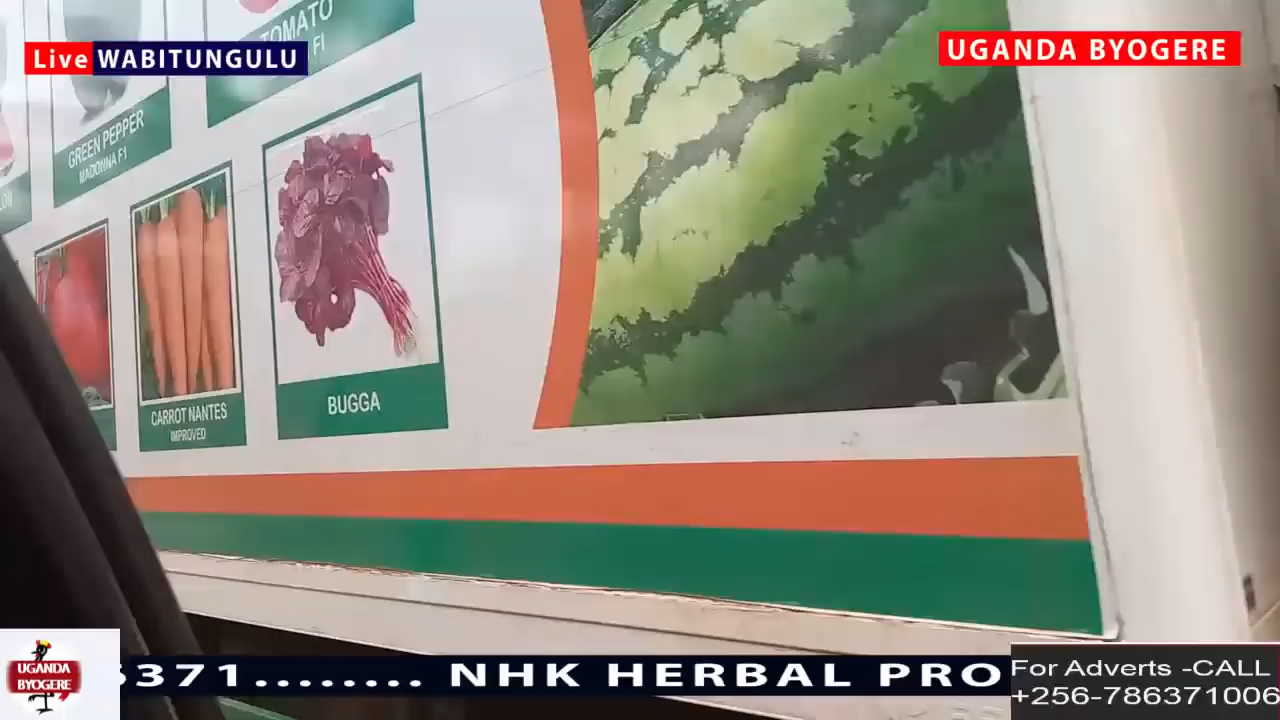 Live WABITUNGULU
UGANDA BYOGERE
TOMATO
F1
GREEN PEPPER
MADONNA F1
CARROT NANTES
IMPROVED
BUGGA
UGANDA
BYOGERE
5371........ NHK HERBAL PRO
For Adverts -CALL
+256-786371006